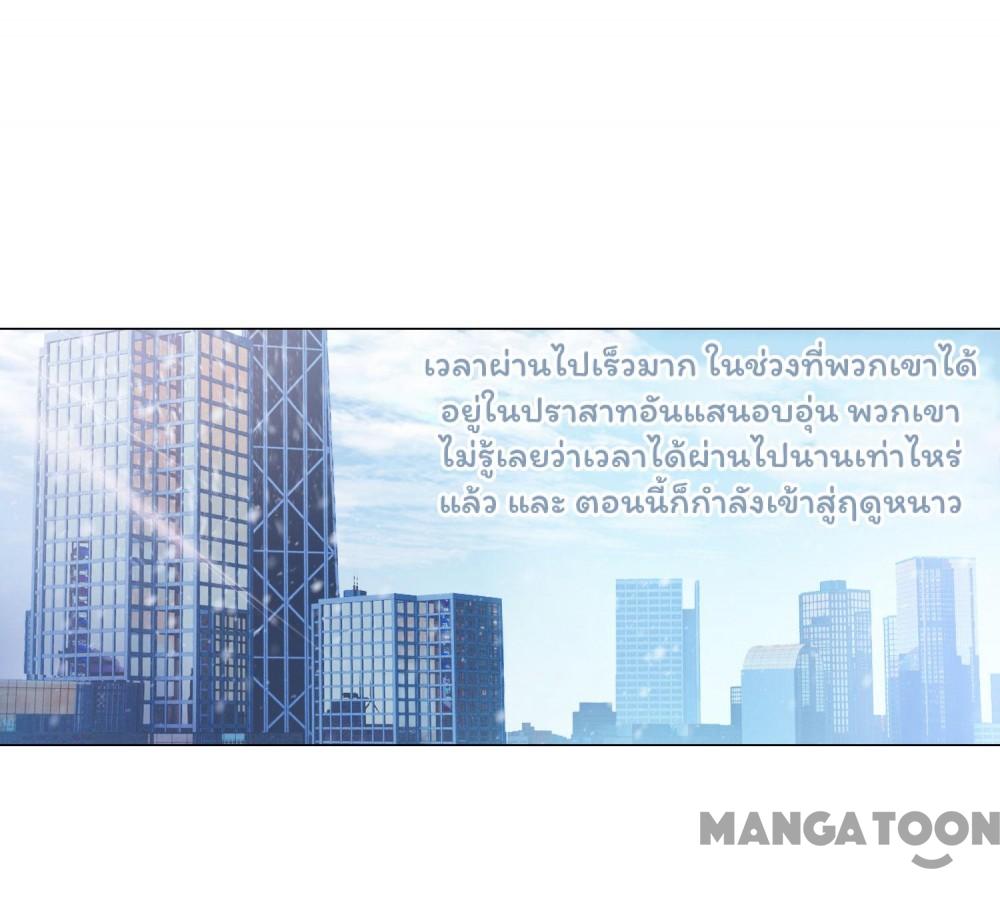 เวลาผ่านไปเร็วมาก ในช่วงที่พวกเขาได้
อยู่ในปราสาทอันแสนอบอุ่น พวกเขา
ไม่รู้เลยว่าเวลาได้ผ่านไปนานเท่าไหร่
แล้ว และ ตอนนี้ก็กำลังเข้าสู่ฤดูหนาว
MANGATOON